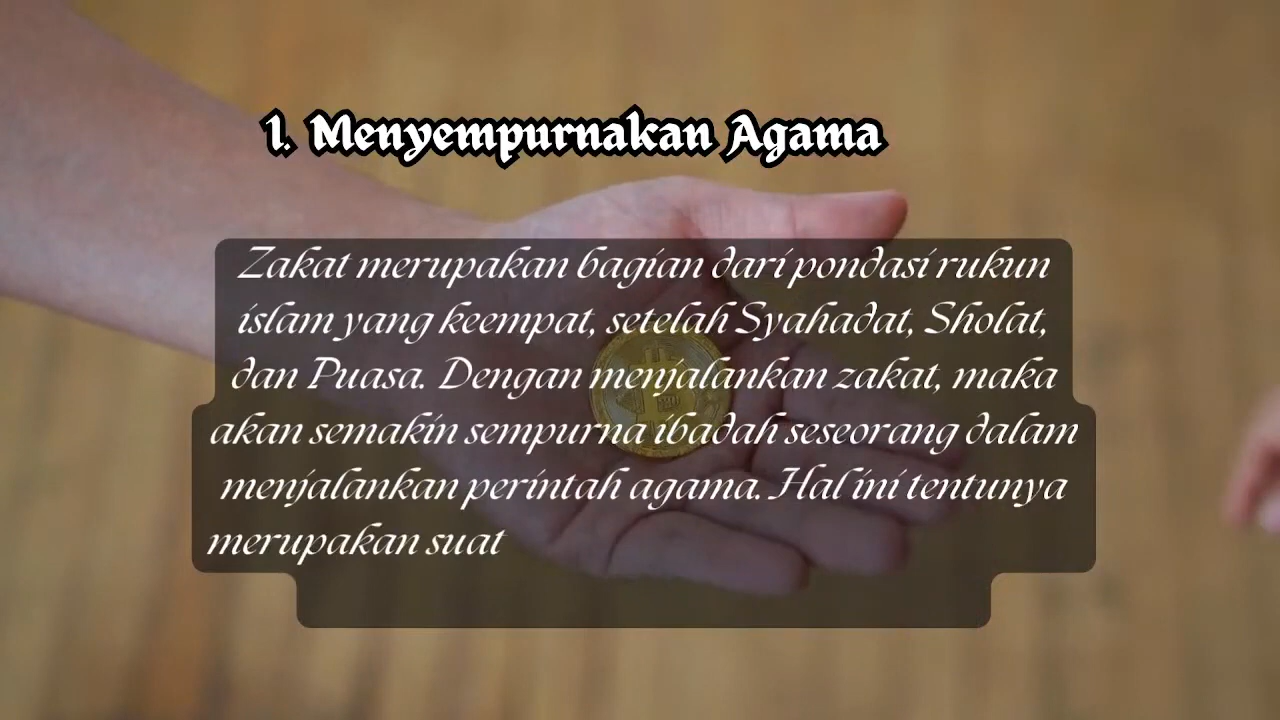 1. Menyempurnakan Agama
Zakat merupakan bagian dari pondasi rukun
islam yang keempat, setelah Syahadat, Sholat,
dan Puasa. Dengan menjalankan zakat, maka
akan semakin sempurna ibadah seseorang dalam
menjalankan perintah agama. Hal ini tentunya
merupakan suat